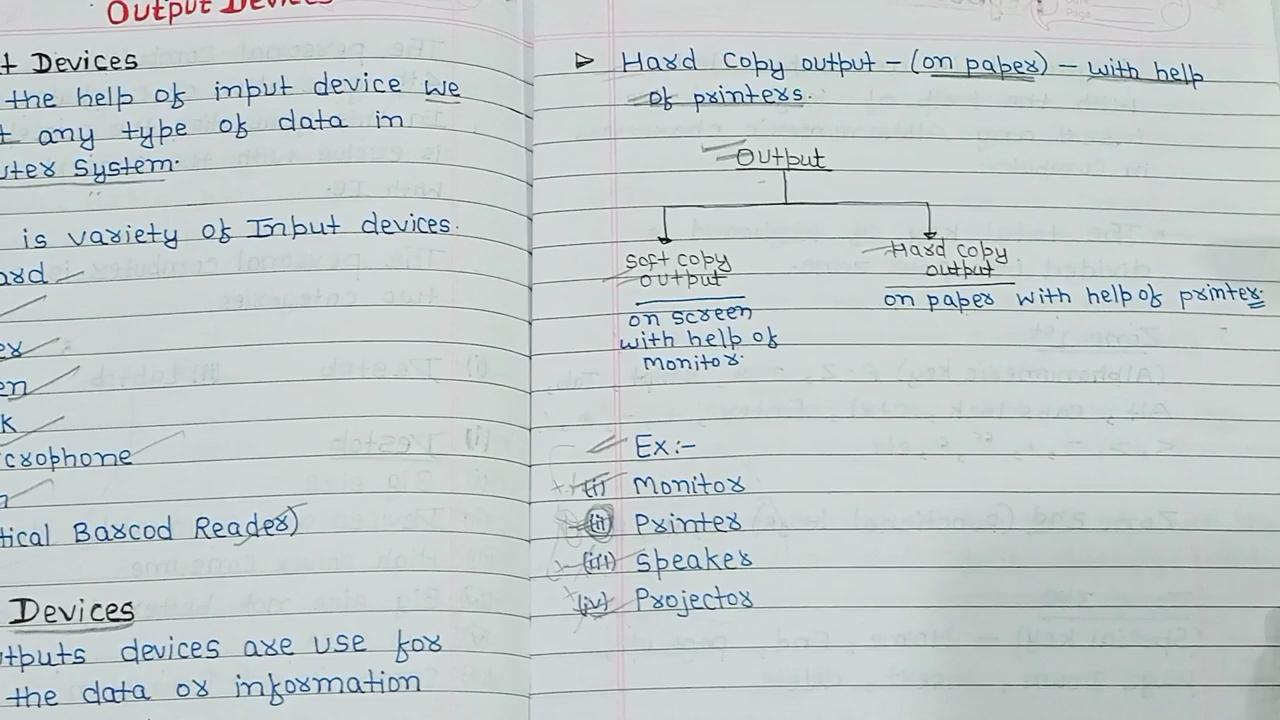 Output Devices
t Devices
the help of input device we
t any type of data in
uter System.
is variety of Input devices.
ard
ex
en
k
crophone
tical Barcod Reader)
Devices
tputs devices are use for
the data or information
Hard Copy output - (on paper) - with help
of printers.
Output
Soft copy
output
on screen
with help of
monitor.
Hard copy
output
on paper with help of printer
Ex:-
(i) Monitor
(ii) Printer
(iii) Speaker
(iv) Projector